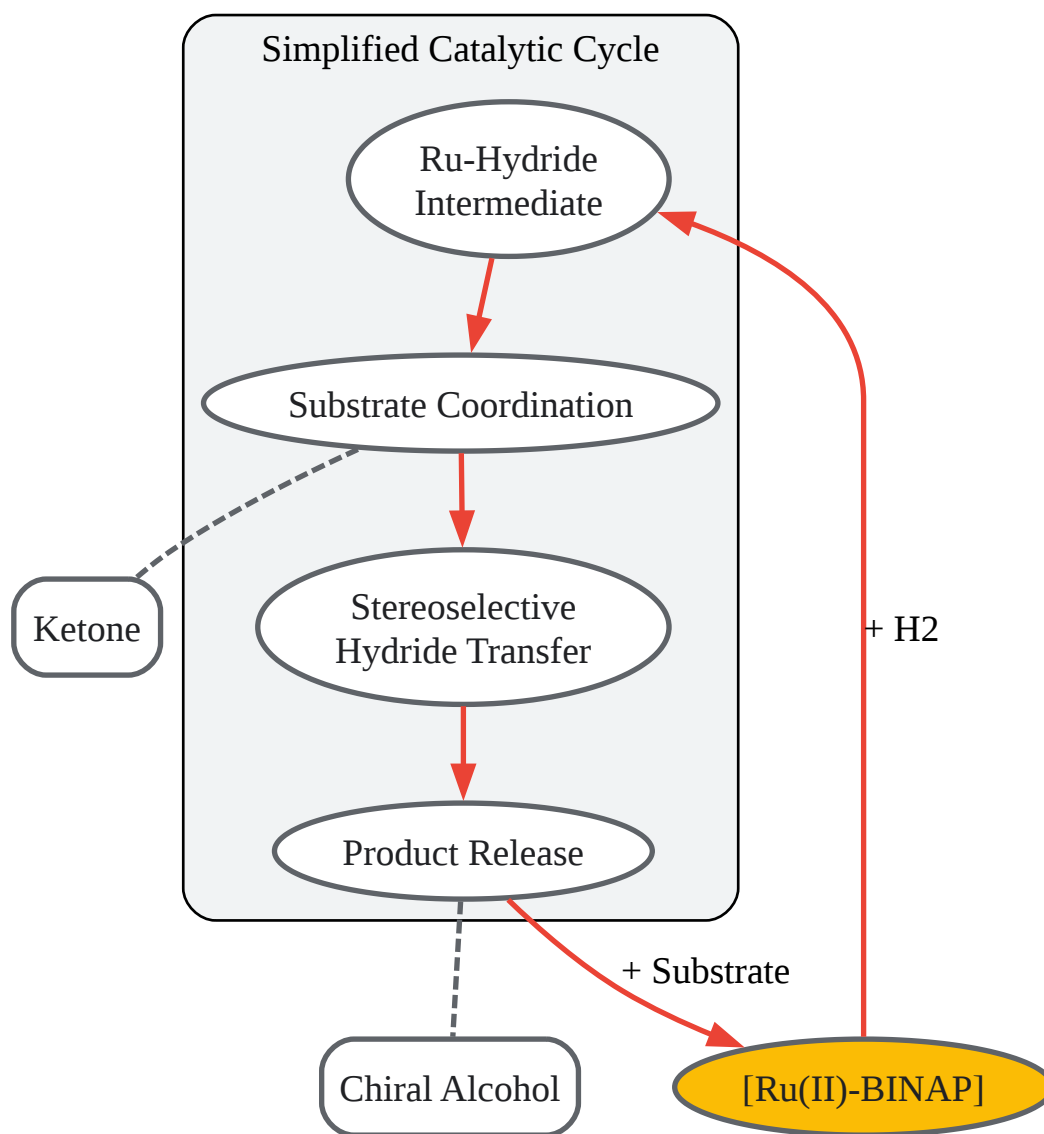 Simplified Catalytic Cycle
Ru-Hydride
Intermediate
Substrate Coordination
Stereoselective
Hydride Transfer
Ketone
+ H2
Product Release
+ Substrate
Chiral Alcohol
[Ru(II)-BINAP]